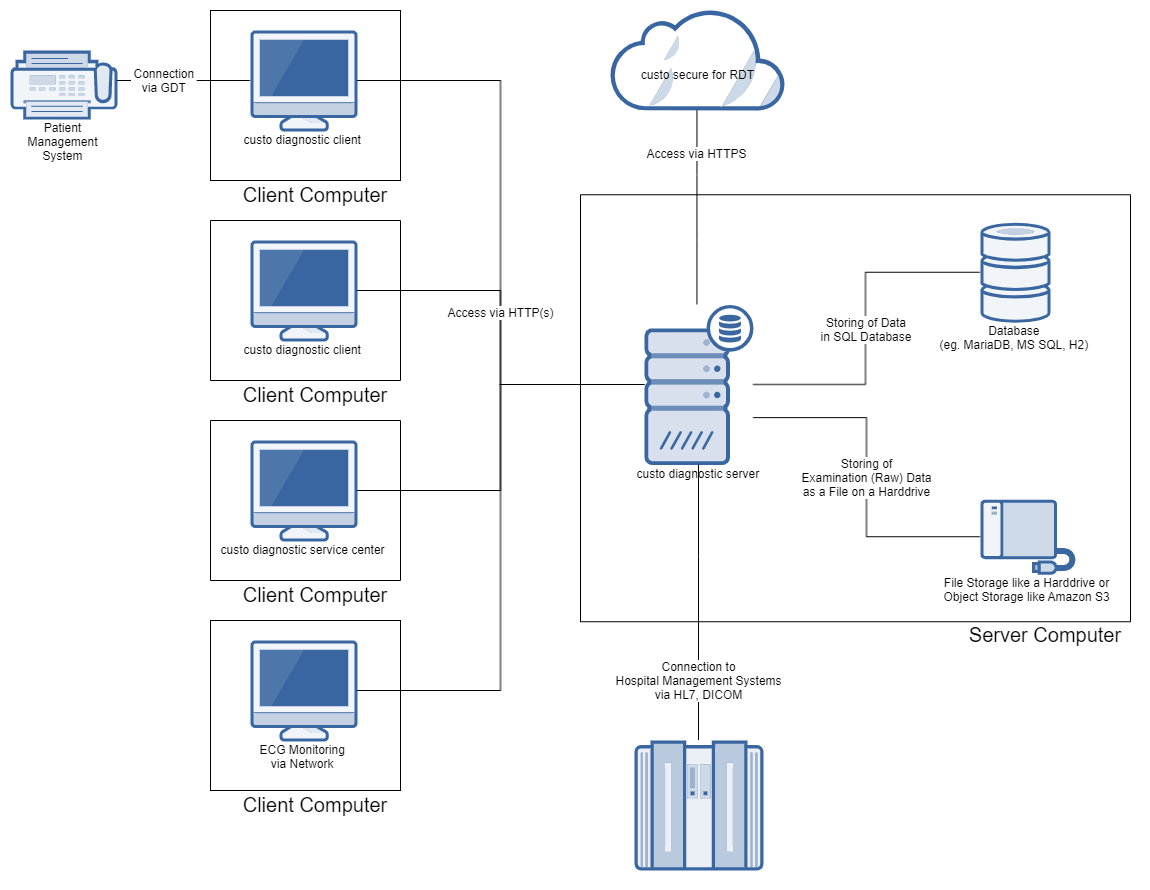 Connection
via GDT
Patient
Management
System
custo diagnostic client
Client Computer
custo diagnostic client
Client Computer
custo diagnostic service center
Client Computer
ECG Monitoring
via Network
Client Computer
Access via HTTP(s)
custo secure for RDT
Access via HTTPS
custo diagnostic server
Storing of Data
in SQL Database
Database
(eg. MariaDB, MS SQL, H2)
Storing of
Examination (Raw) Data
as a File on a Harddrive
File Storage like a Harddrive or
Object Storage like Amazon S3
Server Computer
Connection to
Hospital Management Systems
via HL7, DICOM